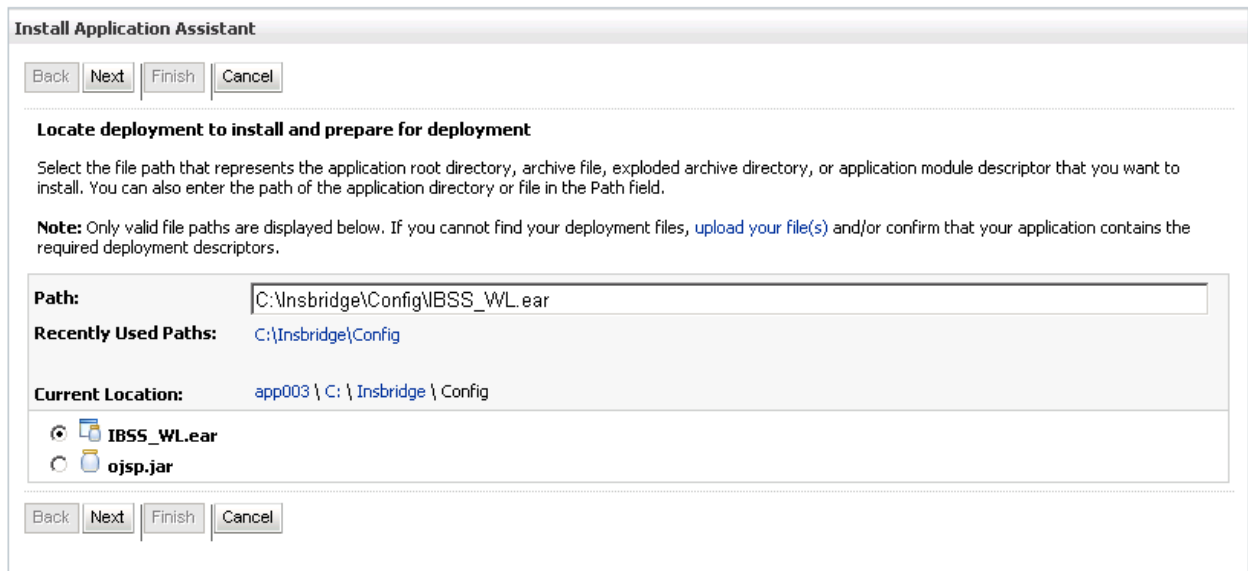 Install Application Assistant
Back Next Finish Cancel
Locate deployment to install and prepare for deployment
Select the file path that represents the application root directory, archive file, exploded archive directory, or application module descriptor that you want to
install. You can also enter the path of the application directory or file in the Path field.
Note: Only valid file paths are displayed below. If you cannot find your deployment files, upload your file(s) and/or confirm that your application contains the
required deployment descriptors.
Path: C:\Insbridge\Config\IBSS_WL.ear
Recently Used Paths: C:\Insbridge\Config
Current Location: app003 \ C: \ Insbridge \ Config
IBSS_WL.ear
ojsp.jar
Back Next Finish Cancel